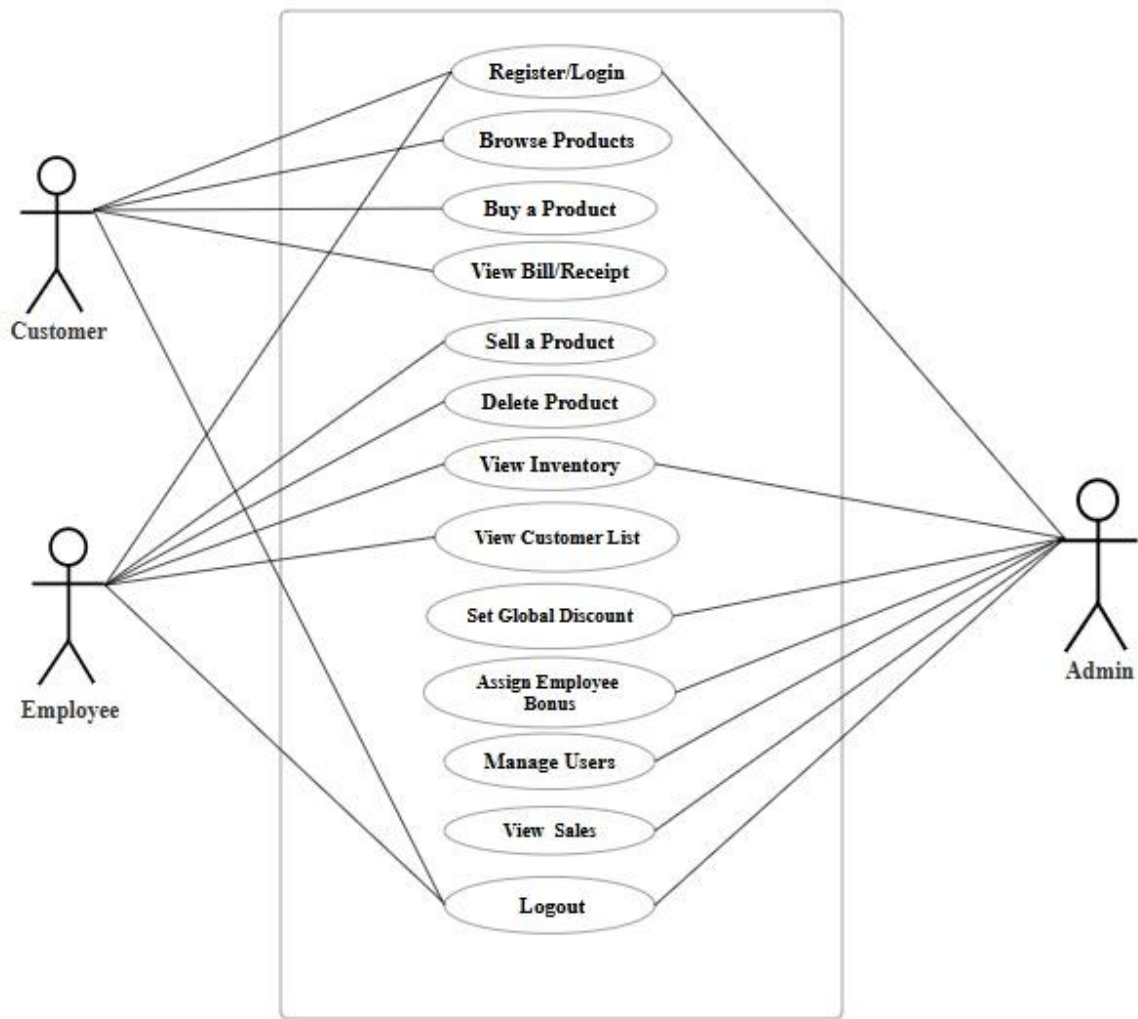 Register/Login
Browse Products
Buy a Product
View Bill/Receipt
Customer
Sell a Product
Delete Product
View Inventory
View Customer List
Set Global Discount
Assign Employee
Bonus
Employee
Admin
Manage Users
View Sales
Logout